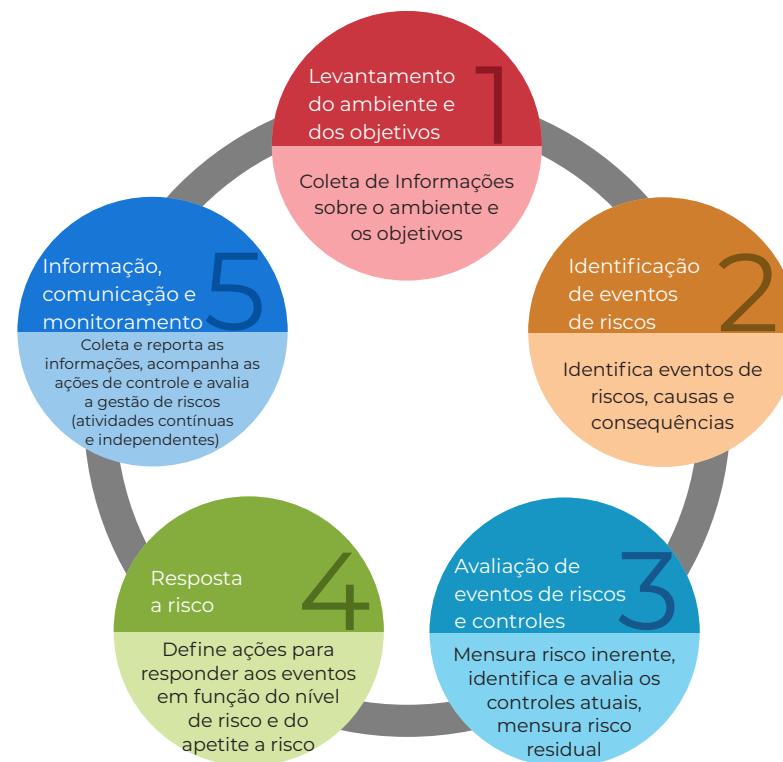 1
Levantamento
do ambiente e
dos objetivos
Coleta de Informações
sobre o ambiente e
os objetivos
2
Identificação
de eventos
de riscos
Identifica eventos de
riscos, causas e
consequências
3
Avaliação de
eventos de riscos
e controles
Mensura risco inerente,
identifica e avalia os
controles atuais,
mensura risco
residual
4
Resposta
a risco
Define ações para
responder aos eventos
em função do nível
de risco e do
apetite a risco
5
Informação,
comunicação e
monitoramento
Coleta e reporta as
informações, acompanha as
ações de controle e avalia
a gestão de riscos
(atividades contínuas
e independentes)